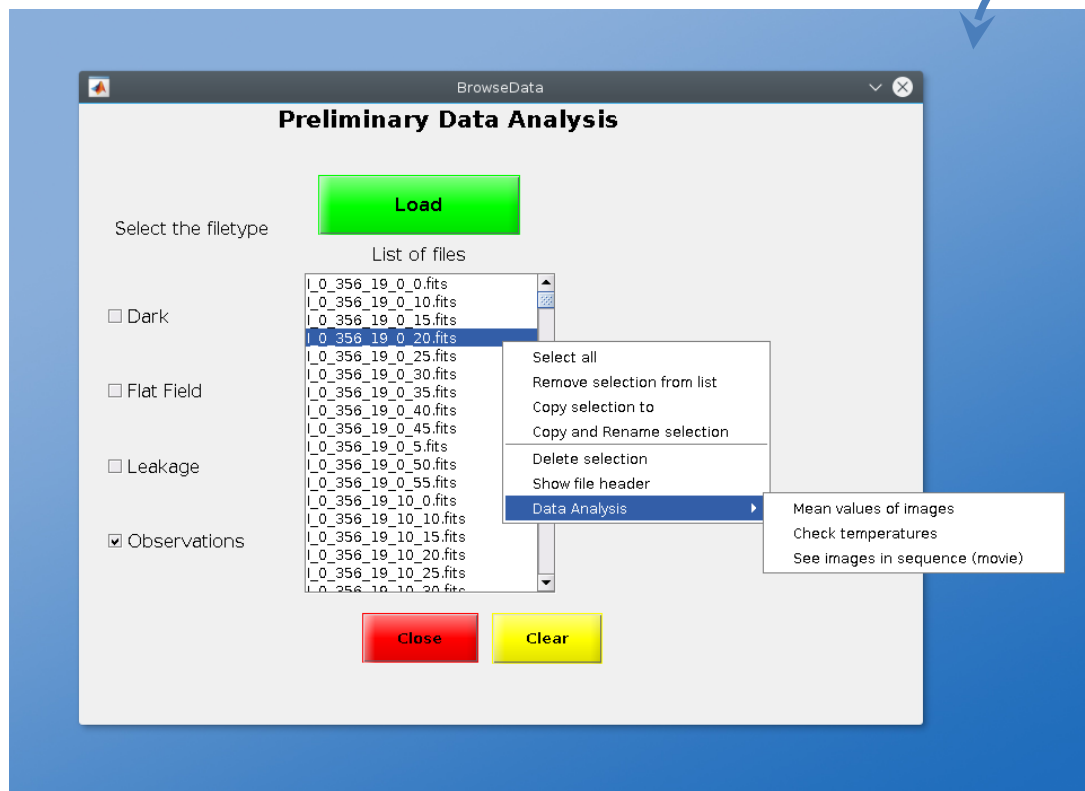 BrowseData
Preliminary Data Analysis
Load
Select the filetype
List of files
I_0_356_19_0_0.fits
I_0_356_19_0_10.fits
I_0_356_19_0_15.fits
I_0_356_19_0_20.fits
I_0_356_19_0_25.fits
I_0_356_19_0_30.fits
I_0_356_19_0_35.fits
I_0_356_19_0_40.fits
I_0_356_19_0_45.fits
I_0_356_19_0_5.fits
I_0_356_19_0_50.fits
I_0_356_19_0_55.fits
I_0_356_19_10_0.fits
I_0_356_19_10_10.fits
I_0_356_19_10_15.fits
I_0_356_19_10_20.fits
I_0_356_19_10_25.fits
I_0_356_19_10_30.fits
Dark
Flat Field
Leakage
Observations
Select all
Remove selection from list
Copy selection to
Copy and Rename selection
Delete selection
Show file header
Data Analysis
Mean values of images
Check temperatures
See images in sequence (movie)
Close
Clear